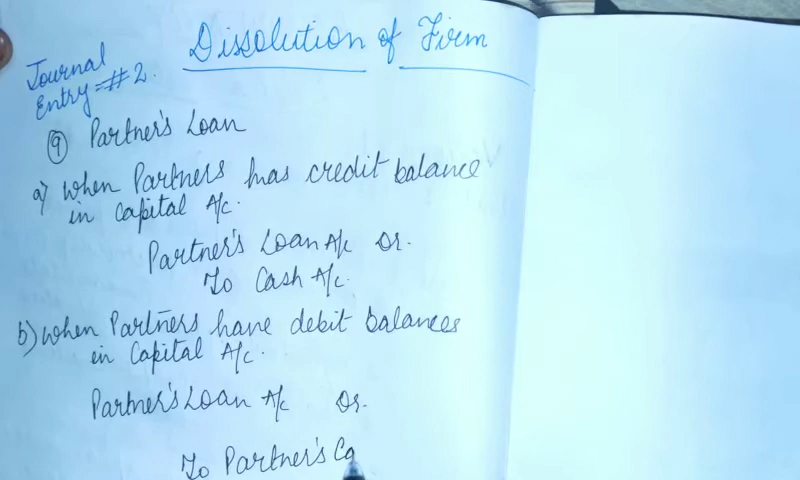 Dissolution of Firm
Journal
Entry =# 2.
⑨ Partner's Loan
a) When Partners has credit balance
in Capital A/c.
Partner's Loan A/c Dr.
To Cash A/c.
b) When Partners have debit balances
in Capital A/c.
Partner's Loan A/c Dr.
To Partner's Ca